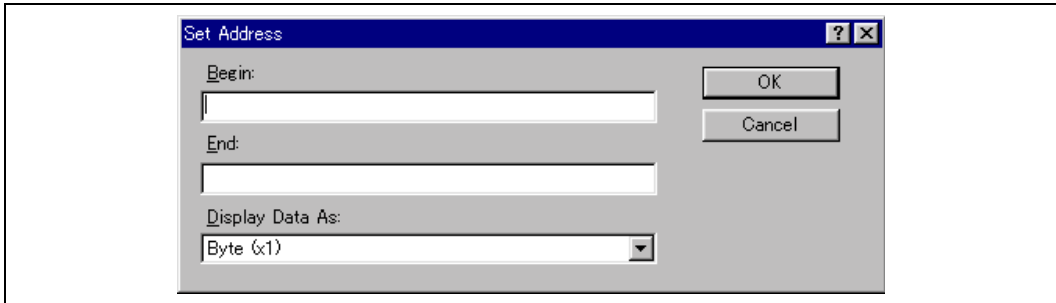 Set Address
Begin:
OK
Cancel
End:
Display Data As:
Byte (x1)